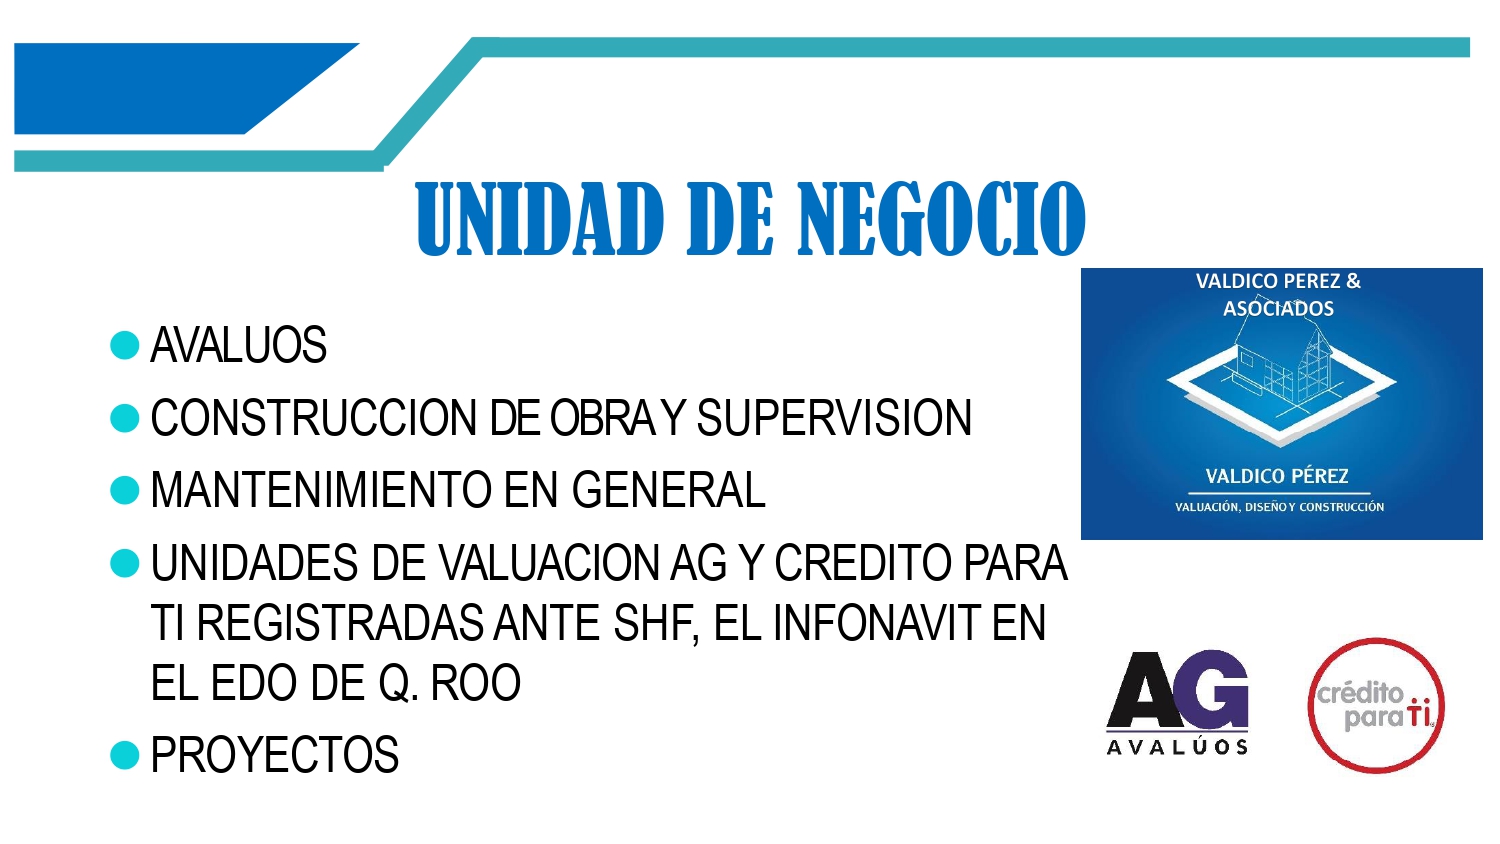 UNIDAD DE NEGOCIO
AVALUOS
CONSTRUCCION DE OBRA Y SUPERVISION
MANTENIMIENTO EN GENERAL
UNIDADES DE VALUACION AG Y CREDITO PARA
TI REGISTRADAS ANTE SHF, EL INFONAVIT EN
EL EDO DE Q. ROO
PROYECTOS
VALDICO PEREZ &
ASOCIADOS
VALDICO PÉREZ
VALUACIÓN, DISEÑO Y CONSTRUCCIÓN
AG
AVALÚOS
crédito
para Ti